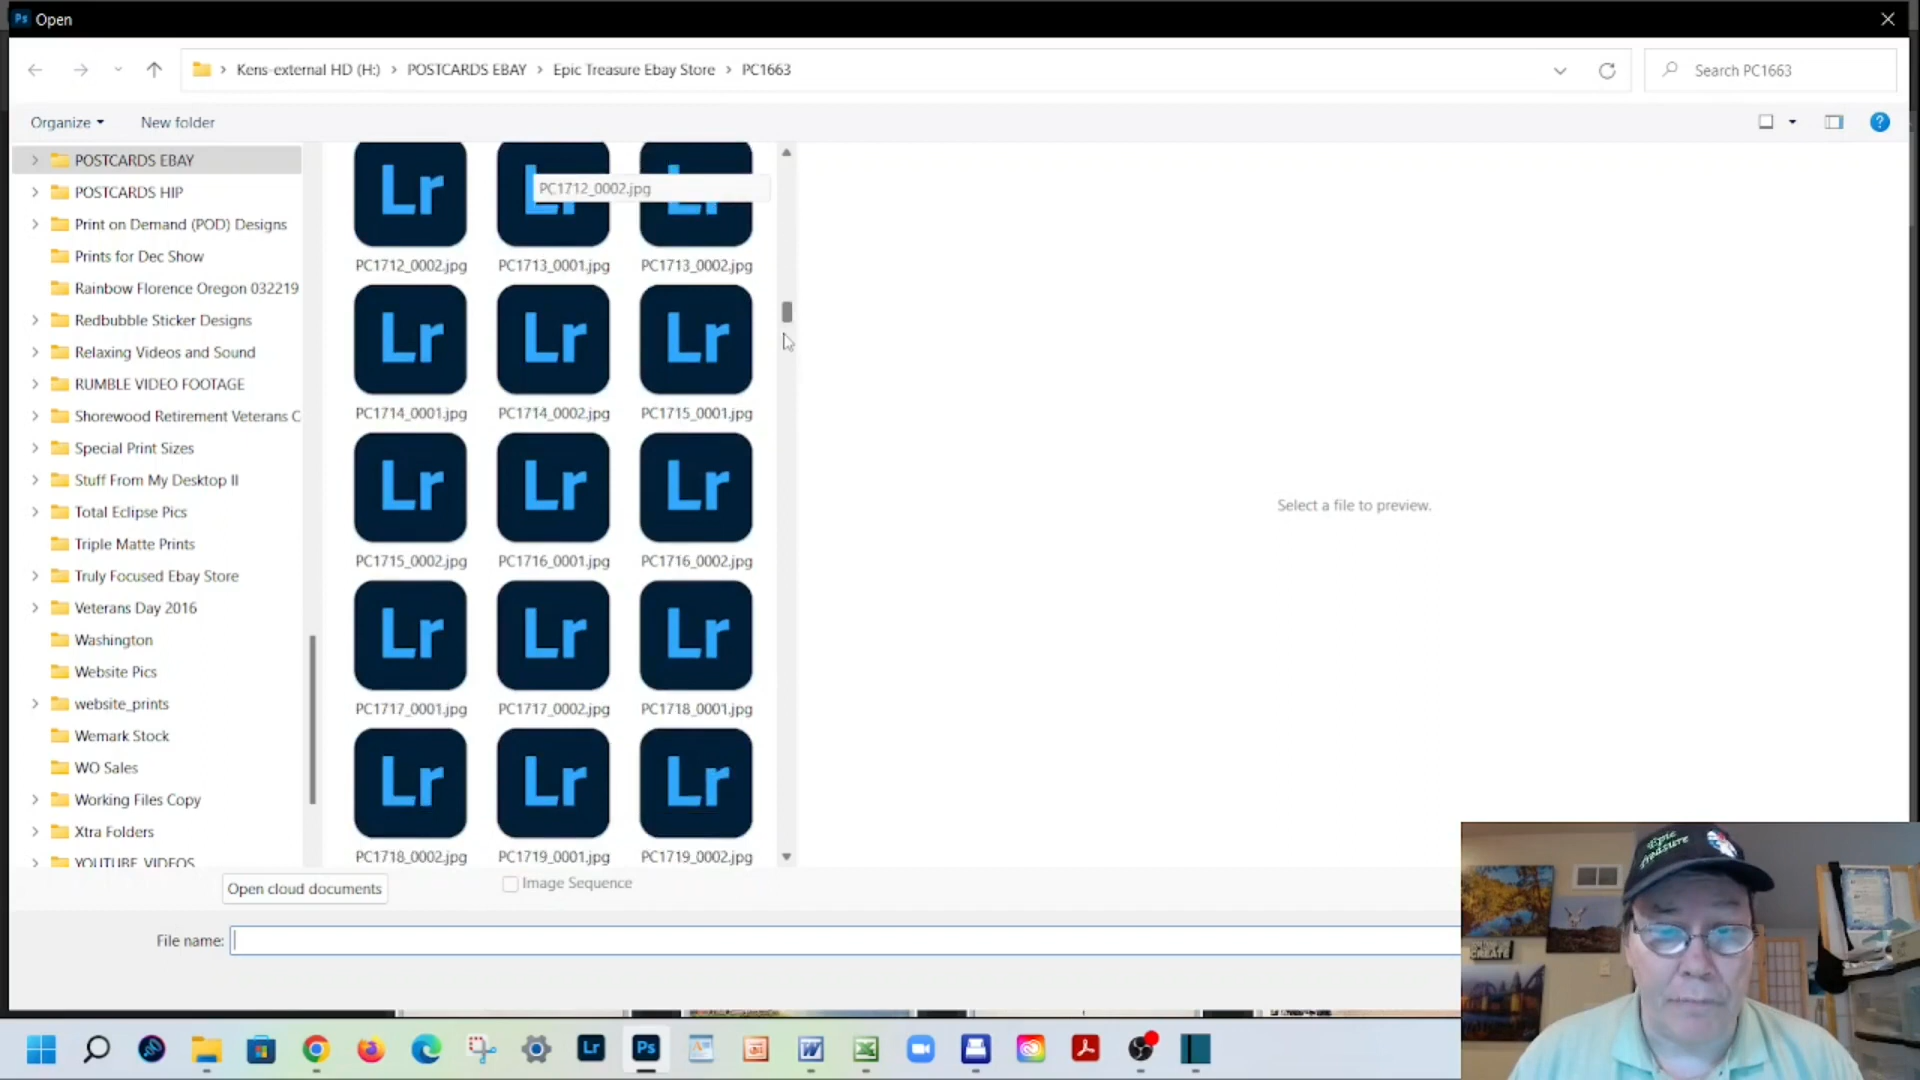 Ps Open
Kens-external HD (H:) > POSTCARDS EBAY > Epic Treasure Ebay Store > PC1663
Search PC1663
Organize
New folder
POSTCARDS EBAY
POSTCARDS HIP
Print on Demand (POD) Designs
Prints for Dec Show
Rainbow Florence Oregon 032219
Redbubble Sticker Designs
Relaxing Videos and Sound
RUMBLE VIDEO FOOTAGE
Shorewood Retirement Veterans C
Special Print Sizes
Stuff From My Desktop II
Total Eclipse Pics
Triple Matte Prints
Truly Focused Ebay Store
Veterans Day 2016
Washington
Website Pics
website_prints
Wemark Stock
WO Sales
Working Files Copy
Xtra Folders
YOUTUBE VIDEOS
Lr
PC1712_0002.jpg
PC1712_0002.jpg PC1713_0001.jpg PC1713_0002.jpg
Lr Lr Lr
PC1714_0001.jpg PC1714_0002.jpg PC1715_0001.jpg
Lr Lr Lr
PC1715_0002.jpg PC1716_0001.jpg PC1716_0002.jpg
Lr Lr Lr
PC1717_0001.jpg PC1717_0002.jpg PC1718_0001.jpg
Lr Lr Lr
PC1718_0002.jpg PC1719_0001.jpg PC1719_0002.jpg
Select a file to preview.
Open cloud documents
Image Sequence
File name:
Epic
Treasure
CREATE
Lr
Ps